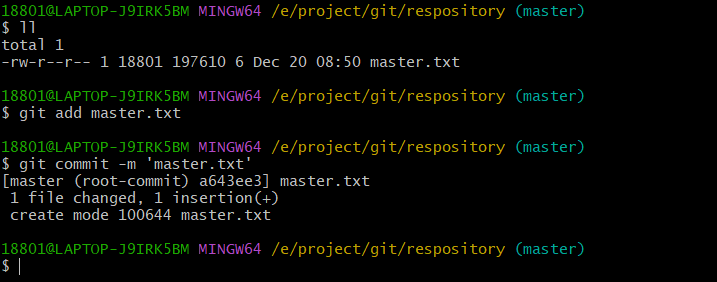 18801@LAPTOP-J9IRK5BM MINGW64 /e/project/git/respository (master)
$ ll
total 1
-rw-r--r-- 1 18801 197610 6 Dec 20 08:50 master.txt
18801@LAPTOP-J9IRK5BM MINGW64 /e/project/git/respository (master)
$ git add master.txt
18801@LAPTOP-J9IRK5BM MINGW64 /e/project/git/respository (master)
$ git commit -m 'master.txt'
[master (root-commit) a643ee3] master.txt
 1 file changed, 1 insertion(+)
 create mode 100644 master.txt
18801@LAPTOP-J9IRK5BM MINGW64 /e/project/git/respository (master)
$